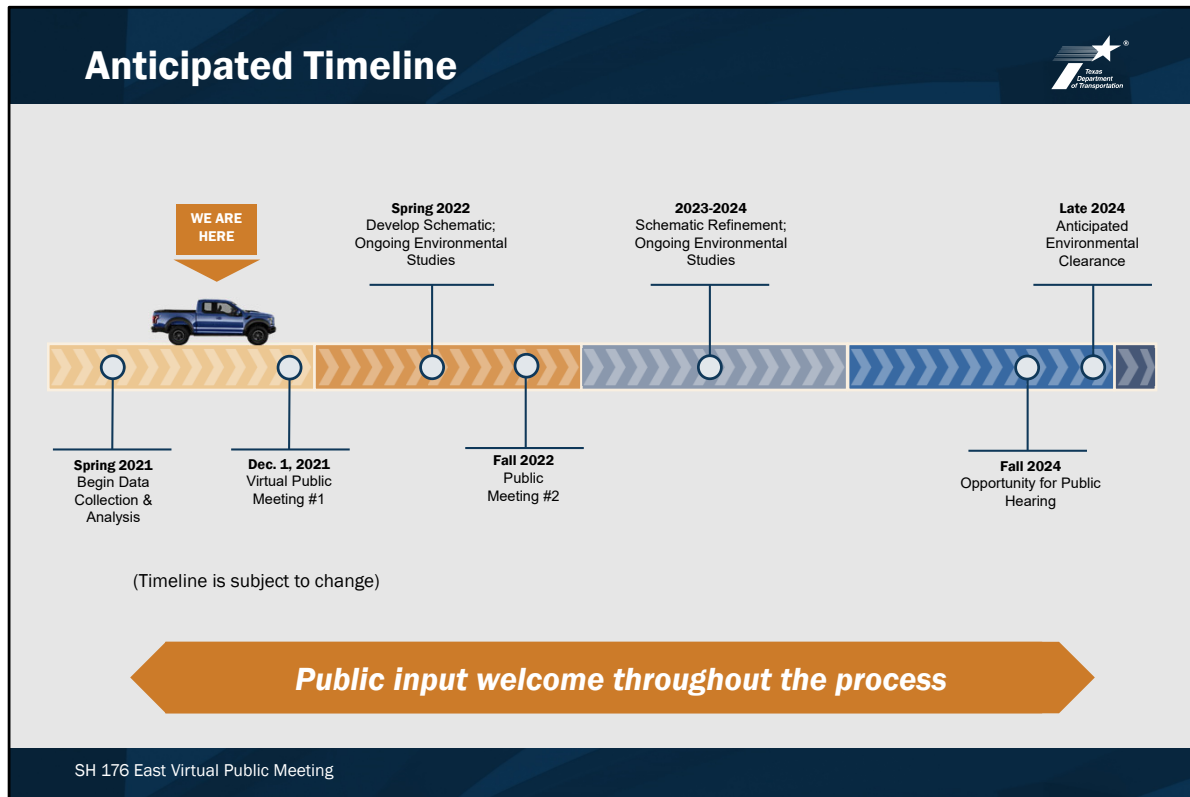 Anticipated Timeline
®
Texas
Department
of Transportation
WE ARE
HERE
Spring 2022
Develop Schematic;
Ongoing Environmental
Studies
2023-2024
Schematic Refinement;
Ongoing Environmental
Studies
Late 2024
Anticipated
Environmental
Clearance
Spring 2021
Begin Data
Collection &
Analysis
Dec. 1, 2021
Virtual Public
Meeting #1
Fall 2022
Public
Meeting #2
Fall 2024
Opportunity for Public
Hearing
(Timeline is subject to change)
Public input welcome throughout the process
SH 176 East Virtual Public Meeting